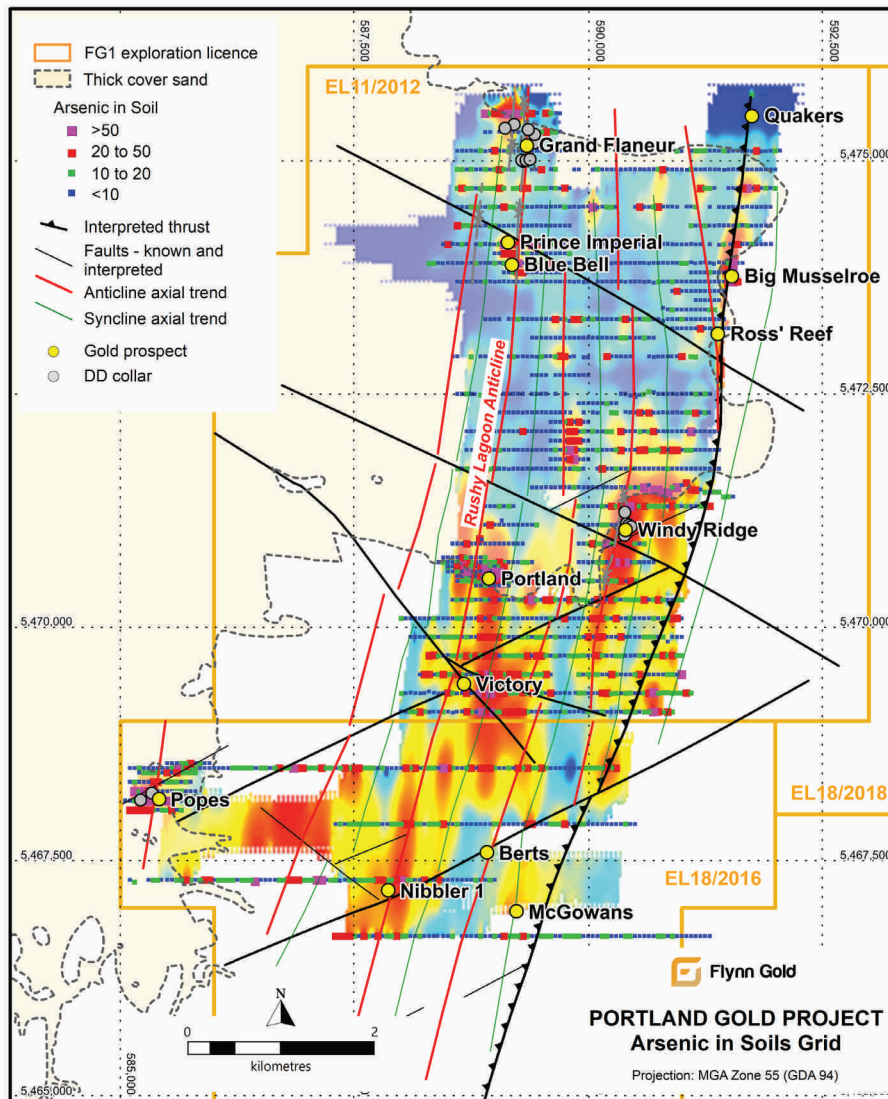 587,500
590,000
592,500
FG1 exploration licence
Thick cover sand
Arsenic in Soil
>50
20 to 50
10 to 20
<10
Interpreted thrust
Faults - known and
interpreted
Anticline axial trend
Syncline axial trend
Gold prospect
DD collar
EL11/2012
Quakers
Grand Flaneur
5,475,000
Prince Imperial
Blue Bell
Big Musselroe
Ross' Reef
5,472,500
Rushy Lagoon Anticline
Windy Ridge
Portland
5,470,000
5,470,000
Victory
Popes
EL18/2018
Berts
5,467,500
5,467,500
EL18/2016
Nibbler 1
McGowans
Flynn Gold
N
PORTLAND GOLD PROJECT
Arsenic in Soils Grid
0
2
kilometres
Projection: MGA Zone 55 (GDA 94)
585,000
5,465,000